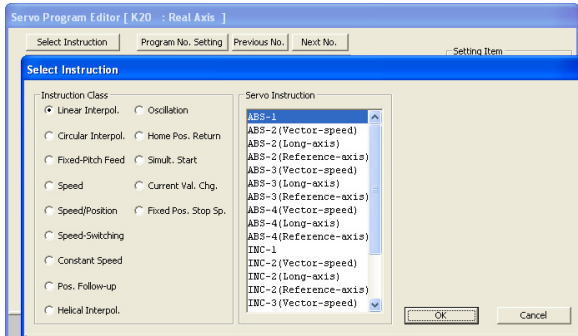 Servo Program Editor [ K20 : Real Axis ]
Select Instruction Program No. Setting Previous No. Next No.
Setting Item
Select Instruction
Instruction Class
Linear Interpol. Oscillation
Circular Interpol. Home Pos. Return
Fixed-Pitch Feed Simult. Start
Speed Current Val. Chg.
Speed/Position Fixed Pos. Stop Sp.
Speed-Switching
Constant Speed
Pos. Follow-up
Helical Interpol.
Servo Instruction
ABS-1
ABS-2(Vector-speed)
ABS-2(Long-axis)
ABS-2(Reference-axis)
ABS-3(Vector-speed)
ABS-3(Long-axis)
ABS-3(Reference-axis)
ABS-4(Vector-speed)
ABS-4(Long-axis)
ABS-4(Reference-axis)
INC-1
INC-2(Vector-speed)
INC-2(Long-axis)
INC-2(Reference-axis)
INC-3(Vector-speed)
OK Cancel